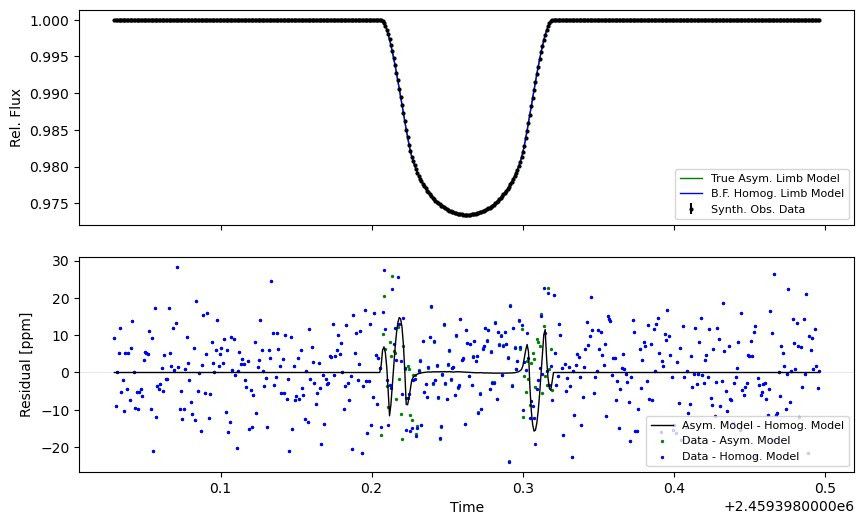 1.000
0.995
0.990
0.985
0.980
0.975
Rel. Flux
True Asym. Limb Model
B.F. Homog. Limb Model
Synth. Obs. Data
30
20
10
0
−10
−20
Residual [ppm]
Asym. Model - Homog. Model
Data - Asym. Model
Data - Homog. Model
0.1 0.2 0.3 0.4 0.5
Time
+2.4593980000e6